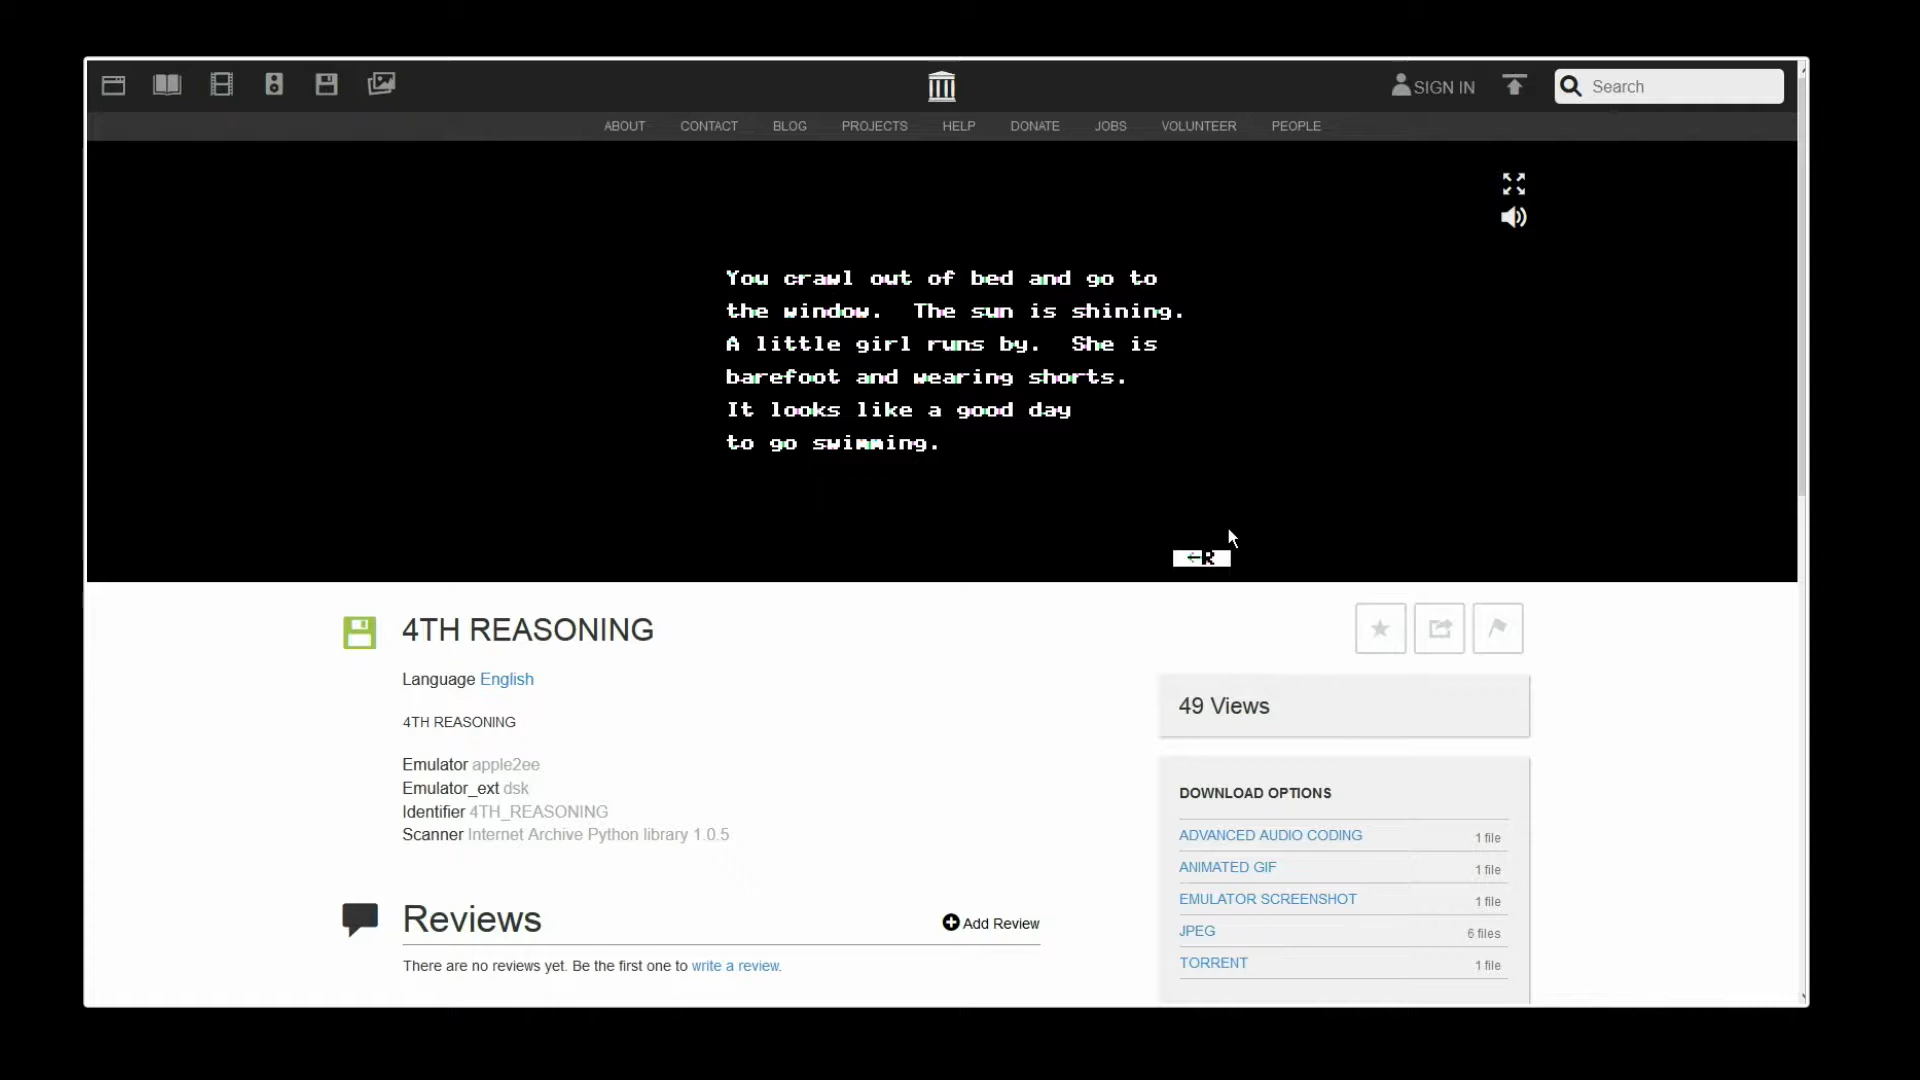 SIGN IN
Search
ABOUT CONTACT BLOG PROJECTS HELP DONATE JOBS VOLUNTEER PEOPLE
You crawl out of bed and go to
the window.  The sun is shining.
A little girl runs by.  She is
barefoot and wearing shorts.
It looks like a good day
to go swimming.
←R
4TH REASONING
Language English
4TH REASONING
Emulator apple2ee
Emulator_ext dsk
Identifier 4TH_REASONING
Scanner Internet Archive Python library 1.0.5
Reviews
Add Review
There are no reviews yet. Be the first one to write a review.
49 Views
DOWNLOAD OPTIONS
ADVANCED AUDIO CODING 1 file
ANIMATED GIF 1 file
EMULATOR SCREENSHOT 1 file
JPEG 6 files
TORRENT 1 file